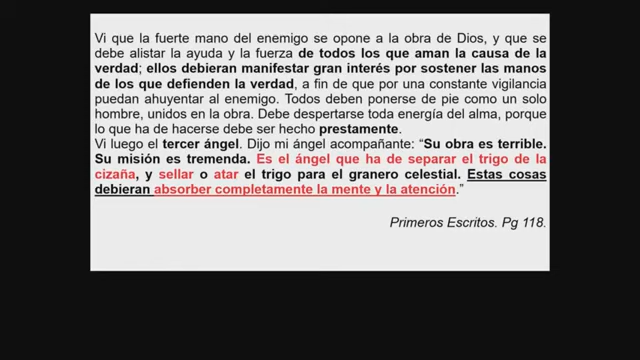 Vi que la fuerte mano del enemigo se opone a la obra de Dios, y que se
debe alistar la ayuda y la fuerza de todos los que aman la causa de la
verdad; ellos debieran manifestar gran interés por sostener las manos
de los que defienden la verdad, a fin de que por una constante vigilancia
puedan ahuyentar al enemigo. Todos deben ponerse de pie como un solo
hombre, unidos en la obra. Debe despertarse toda energía del alma, porque
lo que ha de hacerse debe ser hecho prestamente.
Vi luego el tercer ángel. Dijo mi ángel acompañante: “Su obra es terrible.
Su misión es tremenda. Es el ángel que ha de separar el trigo de la
cizaña, y sellar o atar el trigo para el granero celestial. Estas cosas
debieran absorber completamente la mente y la atención.”
Primeros Escritos. Pg 118.